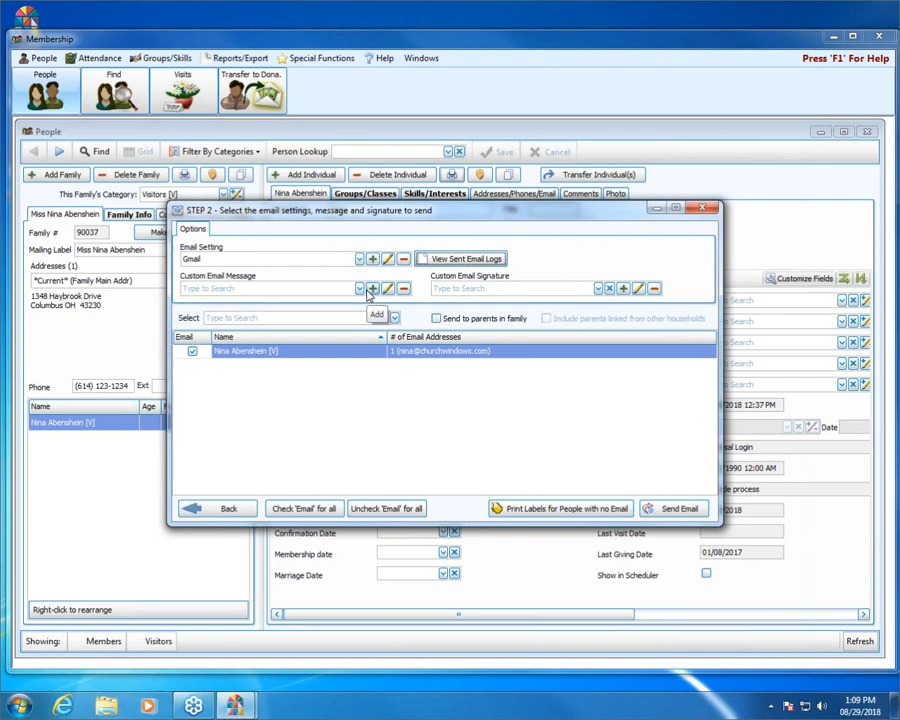 Membership
People Attendance Groups/Skills Reports/Export Special Functions Help Windows Press 'F1' For Help
People Find Visits Transfer to Dona.
People
Find Grid Filter By Categories Person Lookup Save Cancel
Add Family Delete Family Add Individual Delete Individual Transfer Individual(s)
This Family's Category: Visitors [V] Nina Abenshein Groups/Classes Skills/Interests Addresses/Phones/Email Comments Photo
Miss Nina Abenshein Family Info
Family # 90037
Mailing Label Miss Nina Abenshein
Addresses (1)
*Current* (Family Main Addr)
1348 Haybrook Drive
Columbus OH 43230
Phone (614) 123-1234 Ext
Name Age
Nina Abenshein [V]
STEP 2 - Select the email settings, message and signature to send
Options
Email Setting
Gmail View Sent Email Logs
Custom Email Message Custom Email Signature
Type to Search Type to Search
Add
Select Type to Search Send to parents in family Include parents linked from other households
Email Name # of Email Addresses
Nina Abenshein [V] 1 (nina@churchwindows.com)
Back Check 'Email' for all Uncheck 'Email' for all Print Labels for People with no Email Send Email
Customize Fields
Search
Search
Search
Search
Search
2018 12:37 PM
Date
Login
1990 12:00 AM
process
2018
Confirmation Date Last Visit Date
Membership date Last Giving Date 01/08/2017
Marriage Date Show in Scheduler
Right-click to rearrange
Showing: Members Visitors Refresh
1:09 PM
08/29/2018